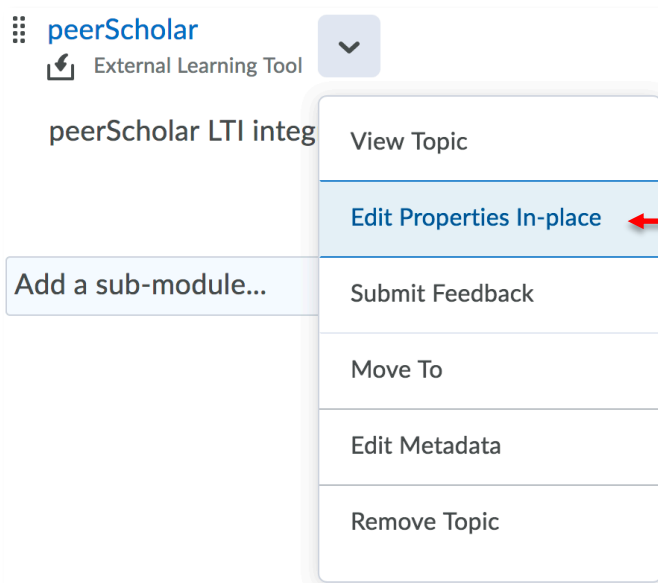 peerScholar
External Learning Tool
peerScholar LTI integ
View Topic
Edit Properties In-place
Add a sub-module...
Submit Feedback
Move To
Edit Metadata
Remove Topic